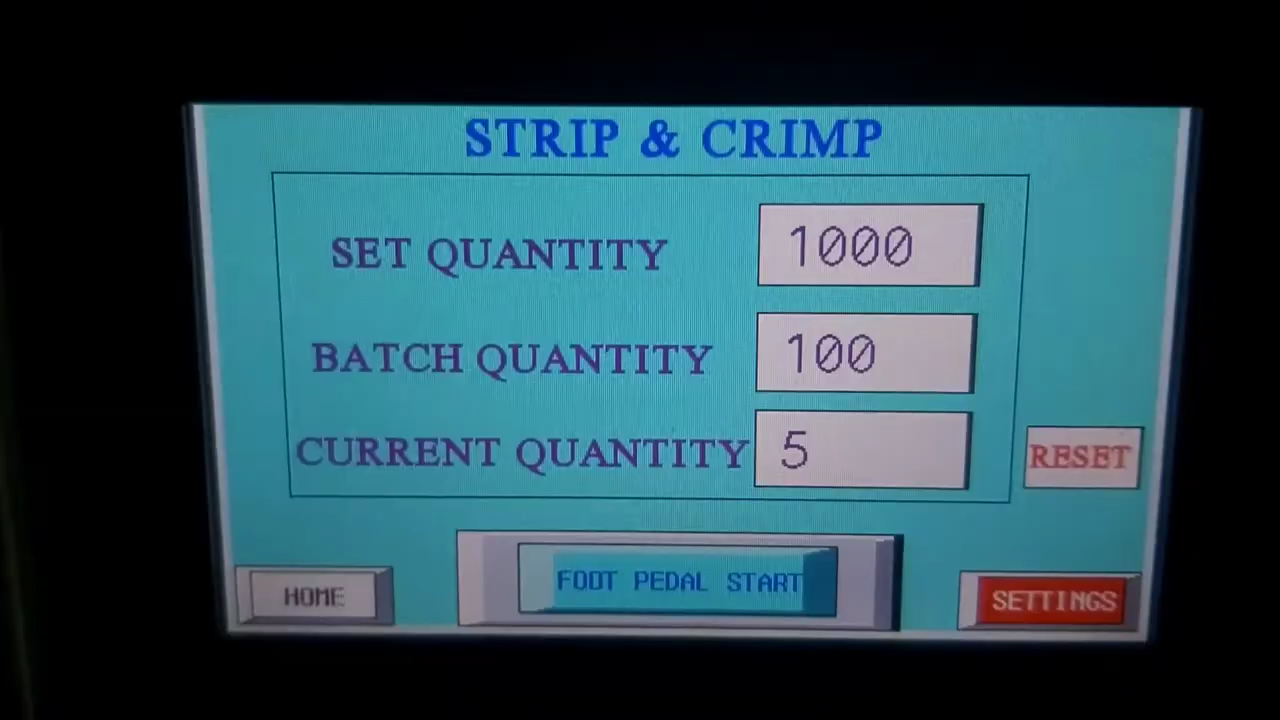 STRIP & CRIMP
SET QUANTITY 1000
BATCH QUANTITY 100
CURRENT QUANTITY 5
RESET
HOME
FOOT PEDAL START
SETTINGS